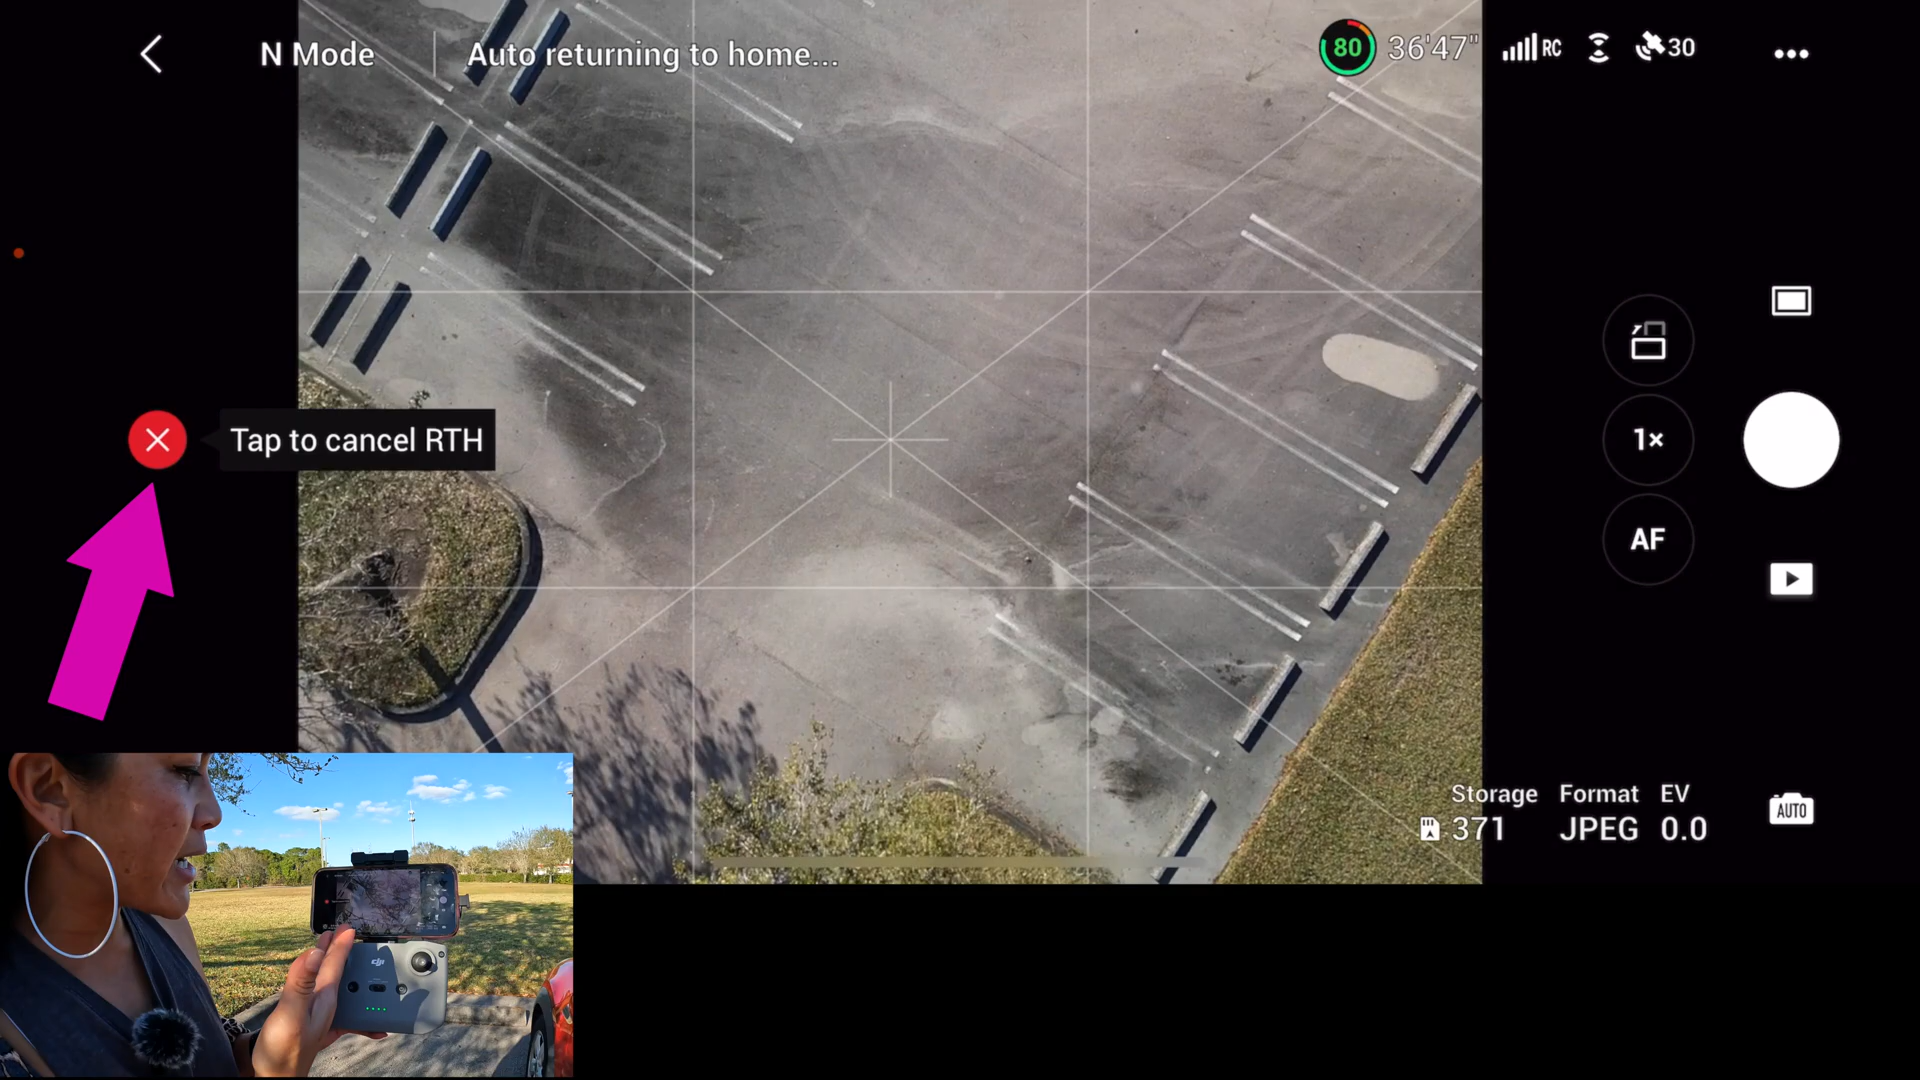 N Mode
Auto returning to home...
80
36'47"
RC
30
Tap to cancel RTH
1×
AF
Storage
Format
EV
371
JPEG
0.0
AUTO
dji